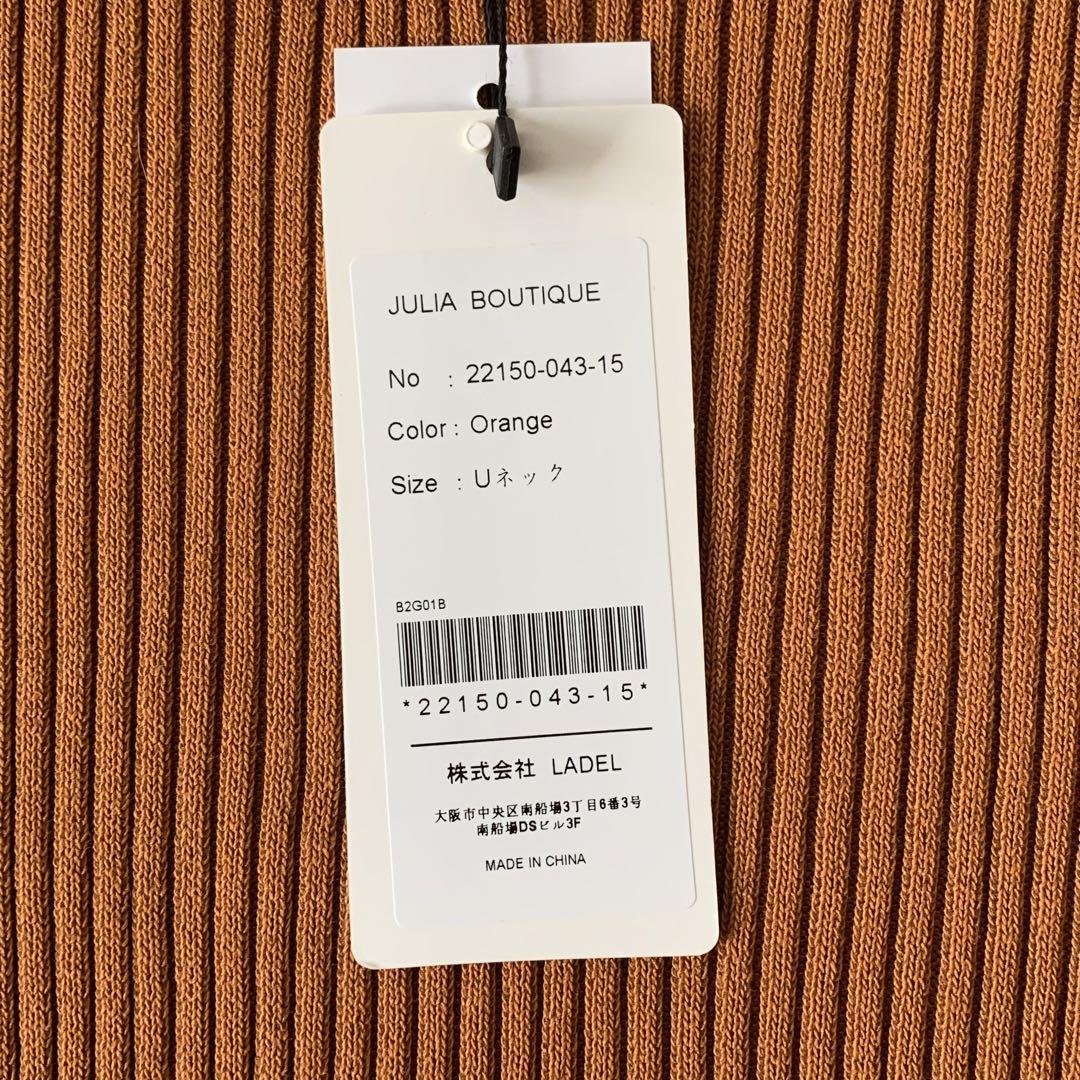 JULIA BOUTIQUE
No : 22150-043-15
Color : Orange
Size : Uネック
B2G01B
*22150-043-15*
株式会社 LADEL
大阪市中央区南船場3丁目6番3号
南船場DSビル3F
MADE IN CHINA